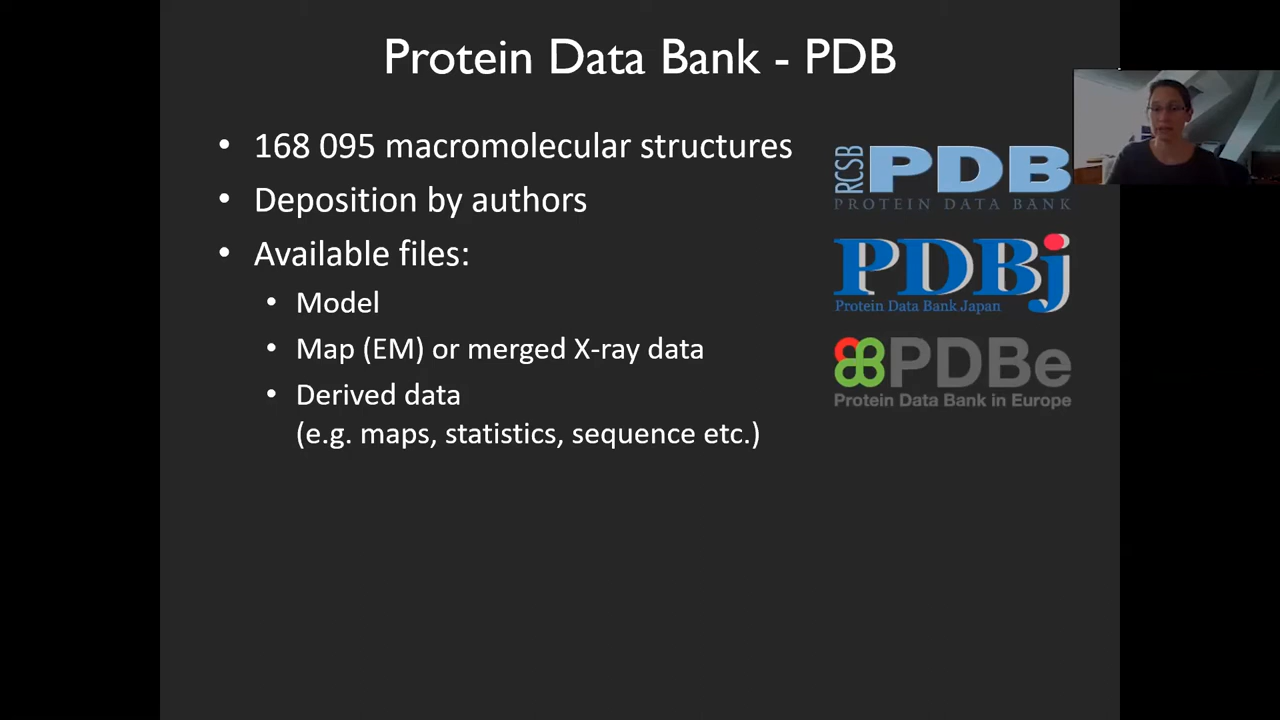 Protein Data Bank - PDB
• 168 095 macromolecular structures
• Deposition by authors
• Available files:
• Model
• Map (EM) or merged X-ray data
• Derived data
(e.g. maps, statistics, sequence etc.)
RCSB PDB
PROTEIN DATA BANK
PDBj
Protein Data Bank Japan
PDBe
Protein Data Bank in Europe